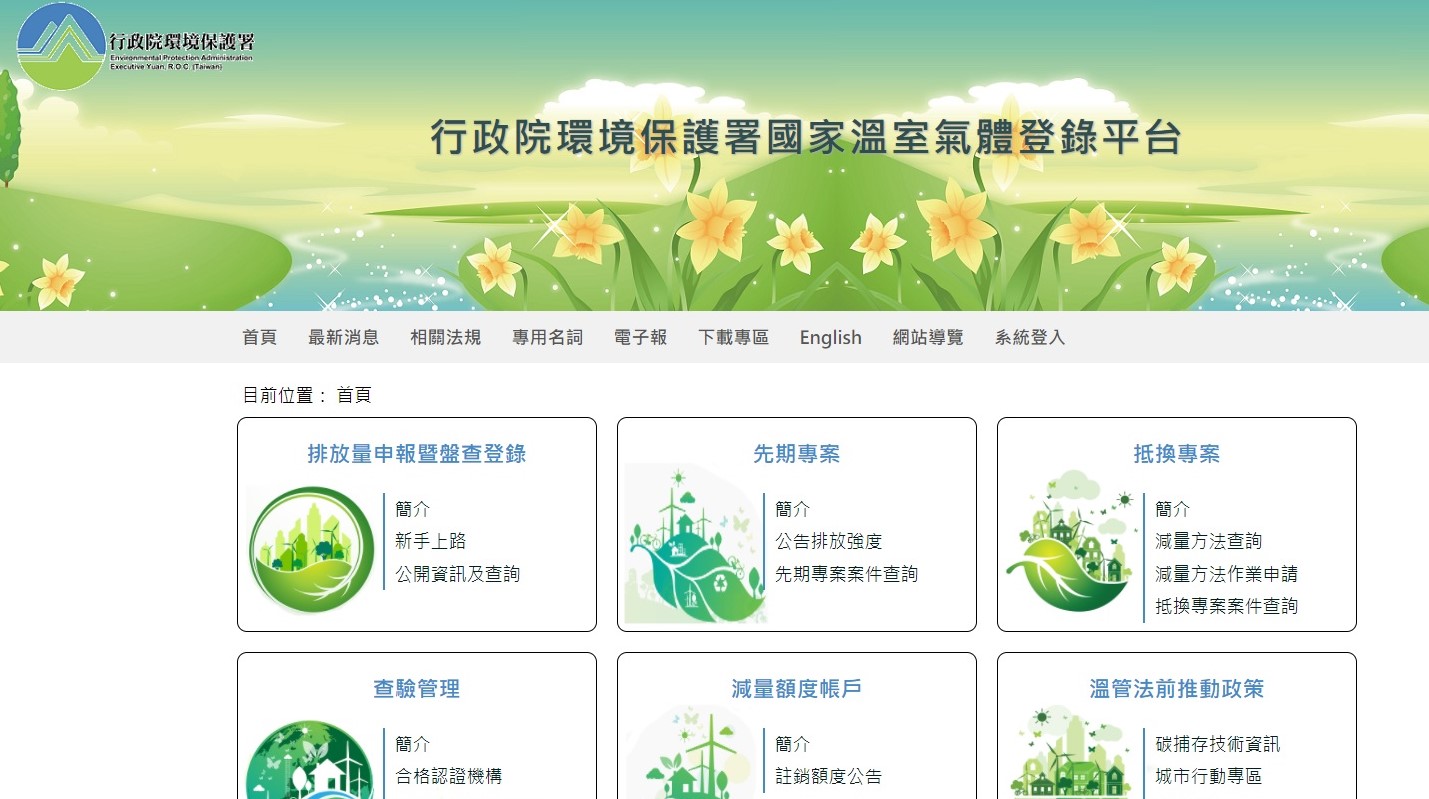 行政院環境保護署
Environmental Protection Administration
Executive Yuan, R.O.C. (Taiwan)
行政院環境保護署國家溫室氣體登錄平台
首頁 最新消息 相關法規 專用名詞 電子報 下載專區 English 網站導覽 系統登入
目前位置： 首頁
排放量申報暨盤查登錄
簡介
新手上路
公開資訊及查詢
先期專案
簡介
公告排放強度
先期專案案件查詢
抵換專案
簡介
減量方法查詢
減量方法作業申請
抵換專案案件查詢
查驗管理
簡介
合格認證機構
減量額度帳戶
簡介
註銷額度公告
溫管法前推動政策
碳捕存技術資訊
城市行動專區